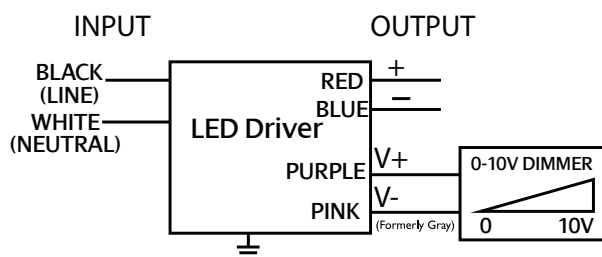 INPUT
OUTPUT
BLACK
(LINE)
WHITE
(NEUTRAL)
LED Driver
RED
+
BLUE
−
PURPLE
V+
PINK
V-
(Formerly Gray)
0-10V DIMMER
0
10V